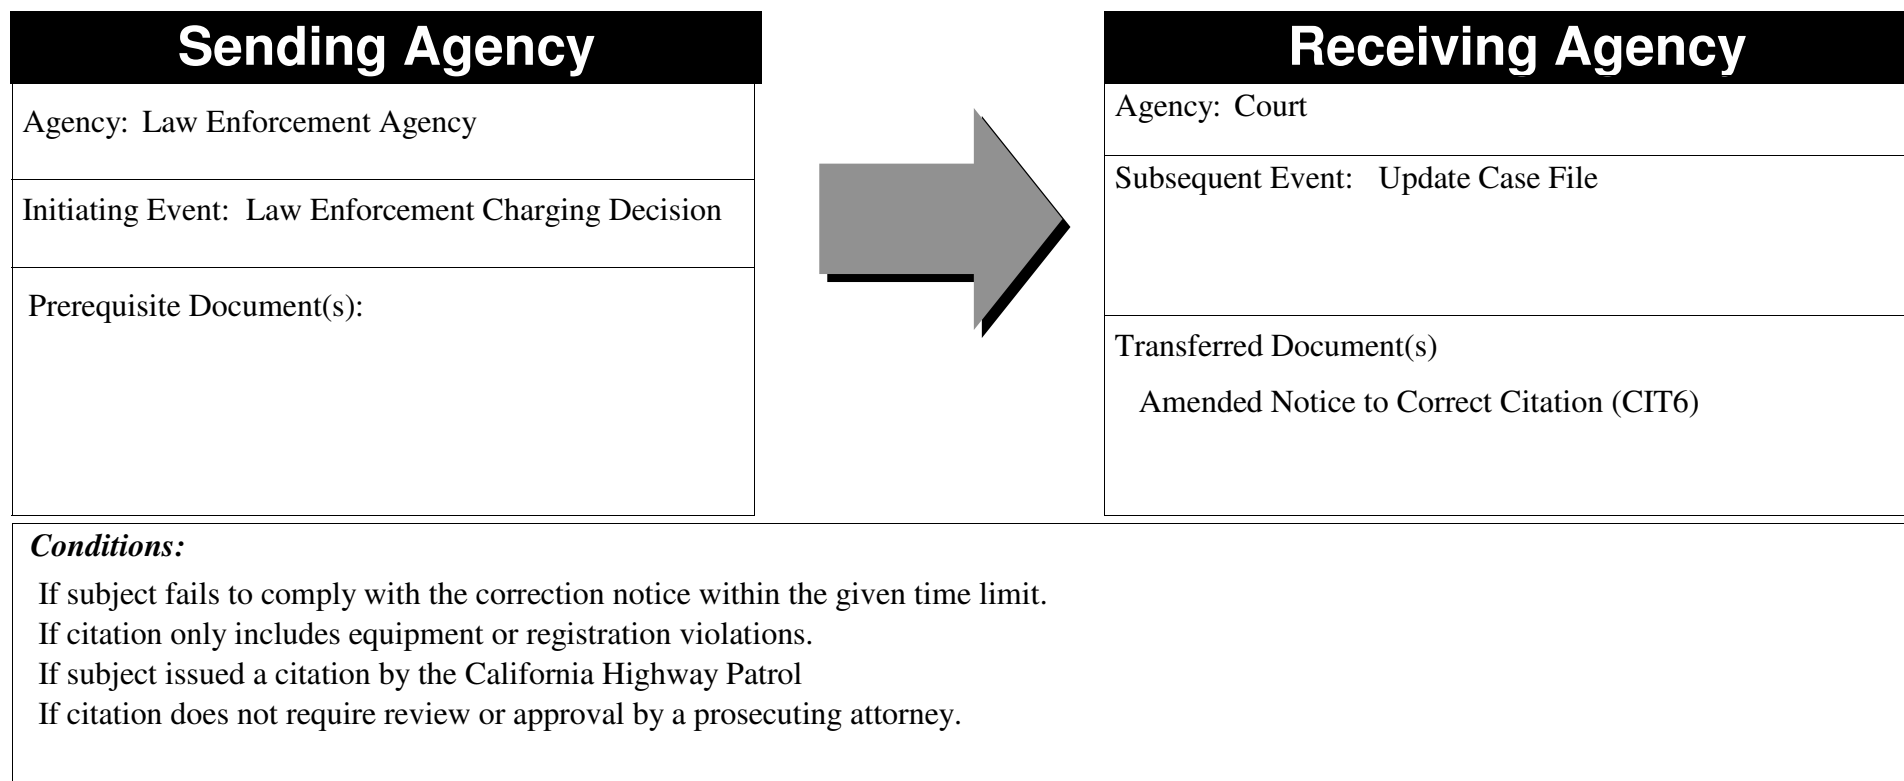 Sending Agency
Agency: Law Enforcement Agency
Initiating Event: Law Enforcement Charging Decision
Prerequisite Document(s):
Receiving Agency
Agency: Court
Subsequent Event: Update Case File
Transferred Document(s)
Amended Notice to Correct Citation (CIT6)
Conditions:
If subject fails to comply with the correction notice within the given time limit.
If citation only includes equipment or registration violations.
If subject issued a citation by the California Highway Patrol
If citation does not require review or approval by a prosecuting attorney.